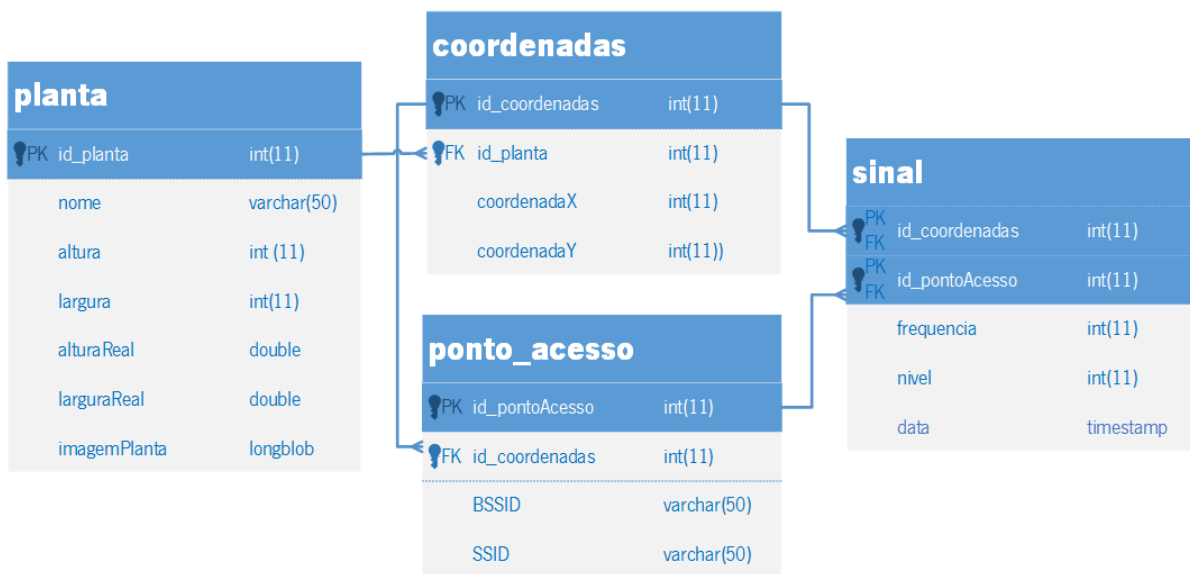 planta
PK id_planta int(11)
nome varchar(50)
altura int (11)
largura int(11)
alturaReal double
larguraReal double
imagemPlanta longblob
coordenadas
PK id_coordenadas int(11)
FK id_planta int(11)
coordenadaX int(11)
coordenadaY int(11))
ponto_acesso
PK id_pontoAcesso int(11)
FK id_coordenadas int(11)
BSSID varchar(50)
SSID varchar(50)
sinal
PK
FK id_coordenadas int(11)
PK
FK id_pontoAcesso int(11)
frequencia int(11)
nivel int(11)
data timestamp